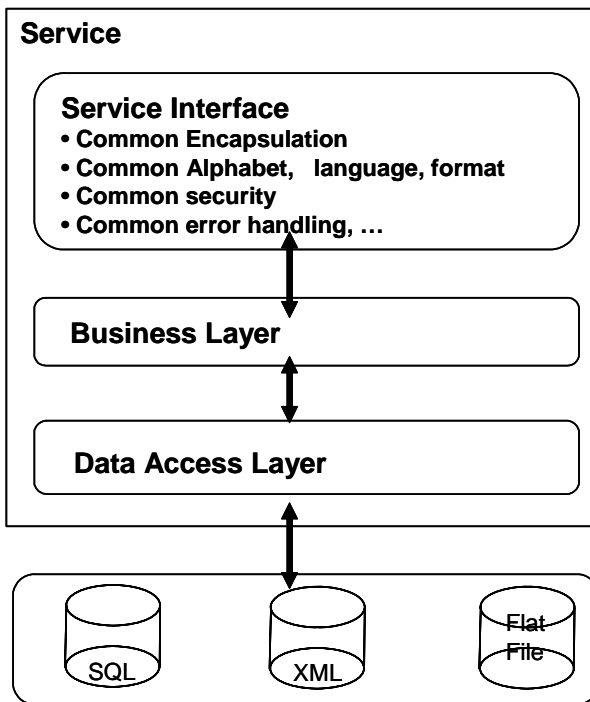 Service
Service Interface
• Common Encapsulation
• Common Alphabet, language, format
• Common security
• Common error handling, …
Business Layer
Data Access Layer
SQL
XML
Flat
File